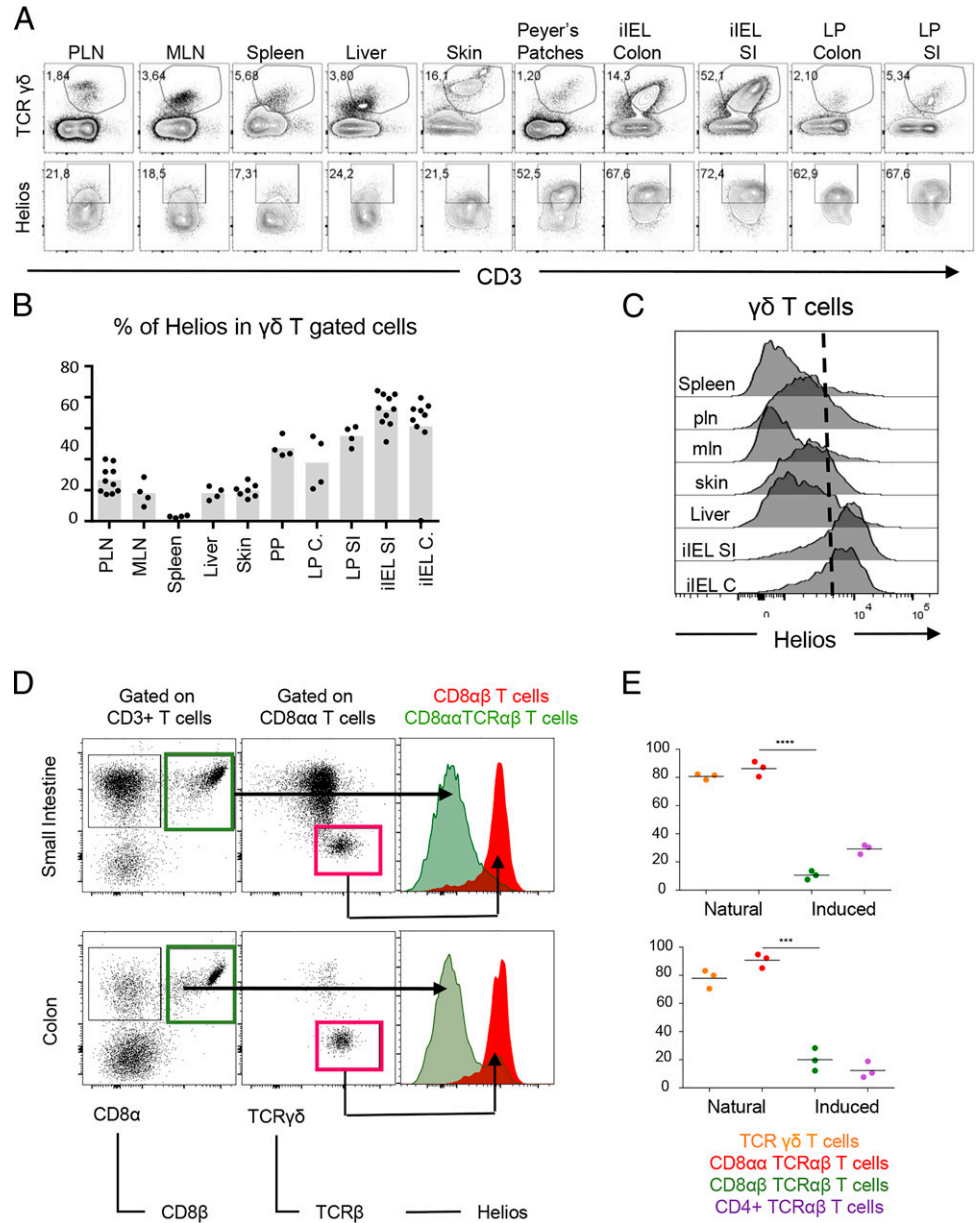 A
PLN MLN Spleen Liver Skin Peyer's Patches iIEL Colon iIEL SI LP Colon LP SI
TCR γδ
1,84 3,64 5,68 3,80 16,1 1,20 14,3 52,1 2,10 5,34
Helios
21,8 18,5 7,31 24,2 21,5 52,5 67,6 72,4 62,9 67,6
CD3
B
% of Helios in γδ T gated cells
80
60
40
20
0
PLN MLN Spleen Liver Skin PP LP C. LP SI iIEL SI iIEL C.
C
γδ T cells
Spleen
pln
mln
skin
Liver
iIEL SI
iIEL C
10^4 10^5
Helios
D
Gated on CD3+ T cells
Gated on CD8αα T cells
CD8αβ T cells
CD8ααTCRαβ T cells
Small Intestine
Colon
CD8α
CD8β
TCRγδ
TCRβ
Helios
E
100
80
60
40
20
0
****
Natural Induced
100
80
60
40
20
0
***
Natural Induced
TCR γδ T cells
CD8αα TCRαβ T cells
CD8αβ TCRαβ T cells
CD4+ TCRαβ T cells